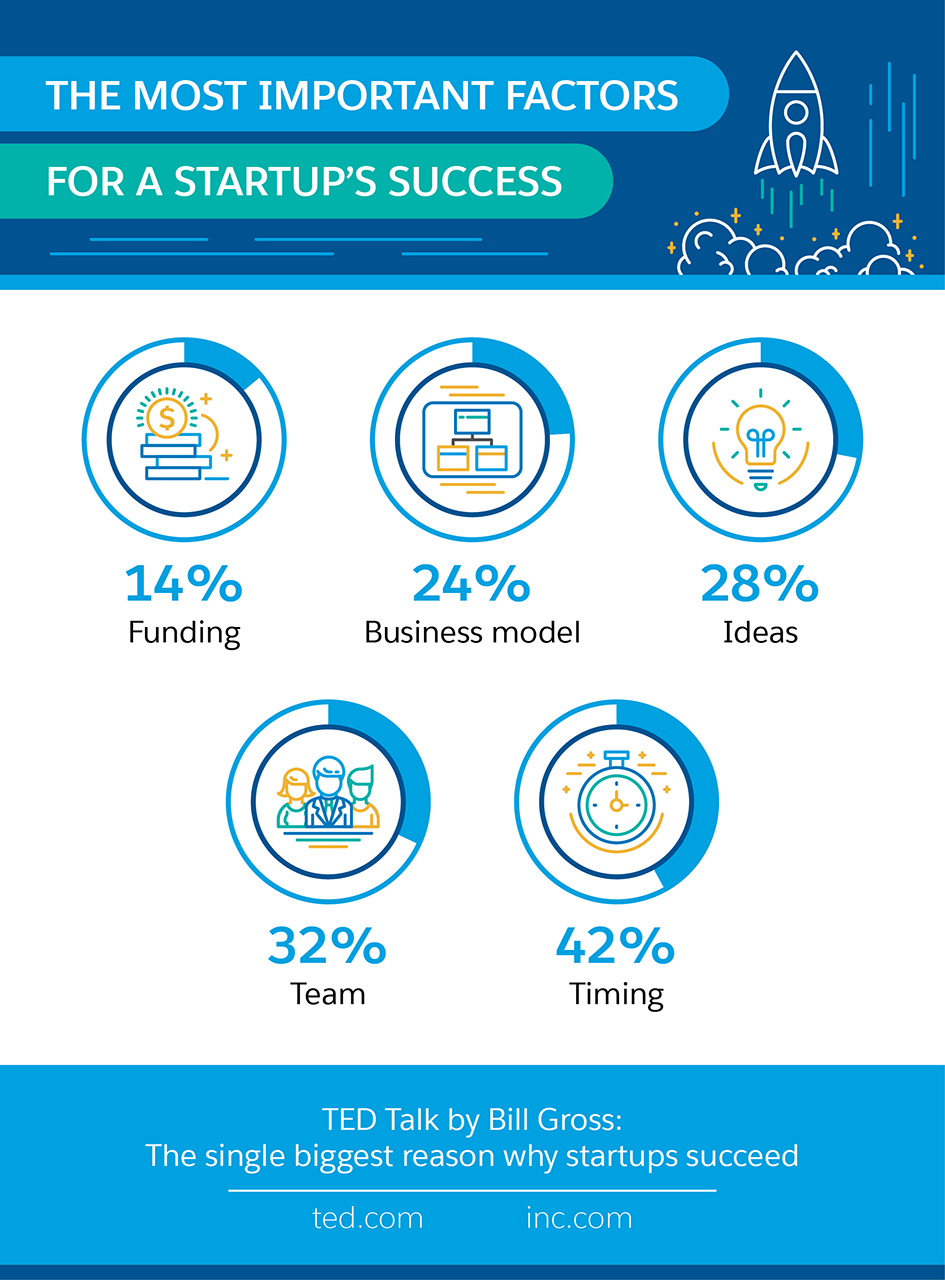 THE MOST IMPORTANT FACTORS
FOR A STARTUP’S SUCCESS
$
14%
Funding
24%
Business model
28%
Ideas
32%
Team
42%
Timing
TED Talk by Bill Gross:
The single biggest reason why startups succeed
ted.com
inc.com